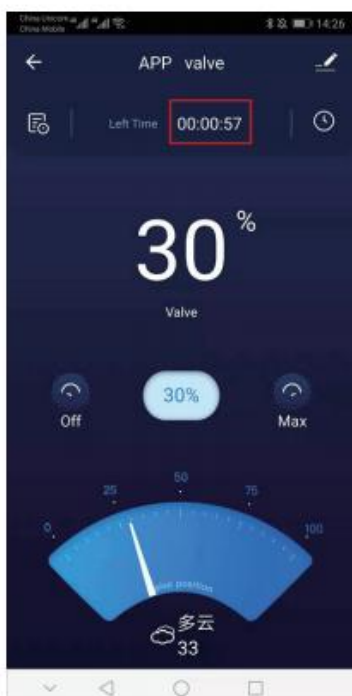 China Unicom
China Mobile
14:26
APP valve
Left Time 00:00:57
30 %
Valve
30%
Off
Max
50
25
75
0
100
position
多云
33